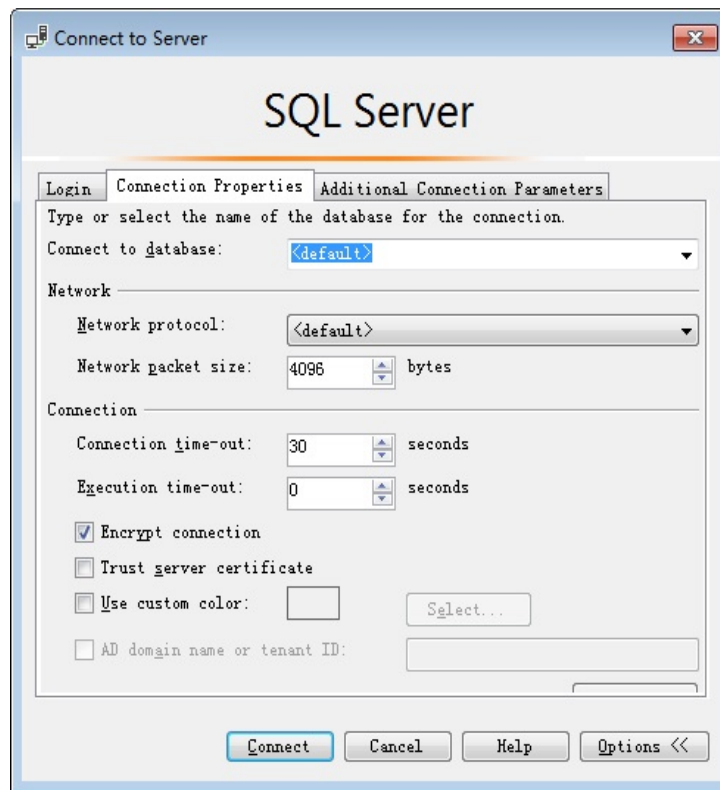 Connect to Server
SQL Server
Login Connection Properties Additional Connection Parameters
Type or select the name of the database for the connection.
Connect to database: <default>
Network
Network protocol: <default>
Network packet size: 4096 bytes
Connection
Connection time-out: 30 seconds
Execution time-out: 0 seconds
Encrypt connection
Trust server certificate
Use custom color: Select...
AD domain name or tenant ID:
Connect Cancel Help Options <<